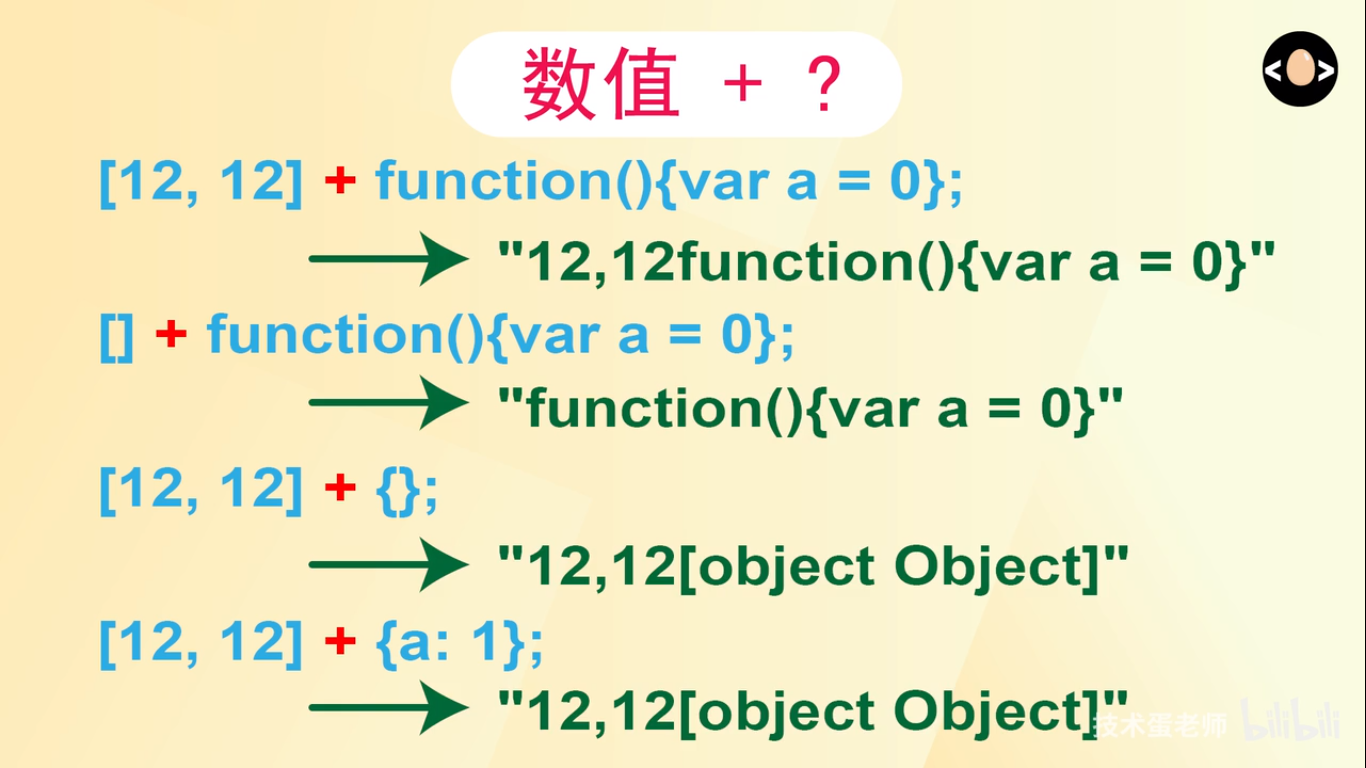 数值 + ?
< >
[12, 12] + function(){var a = 0};
"12,12function(){var a = 0}"
[] + function(){var a = 0};
"function(){var a = 0}"
[12, 12] + {};
"12,12[object Object]"
[12, 12] + {a: 1};
"12,12[object Object]"
技术蛋老师 bilibili